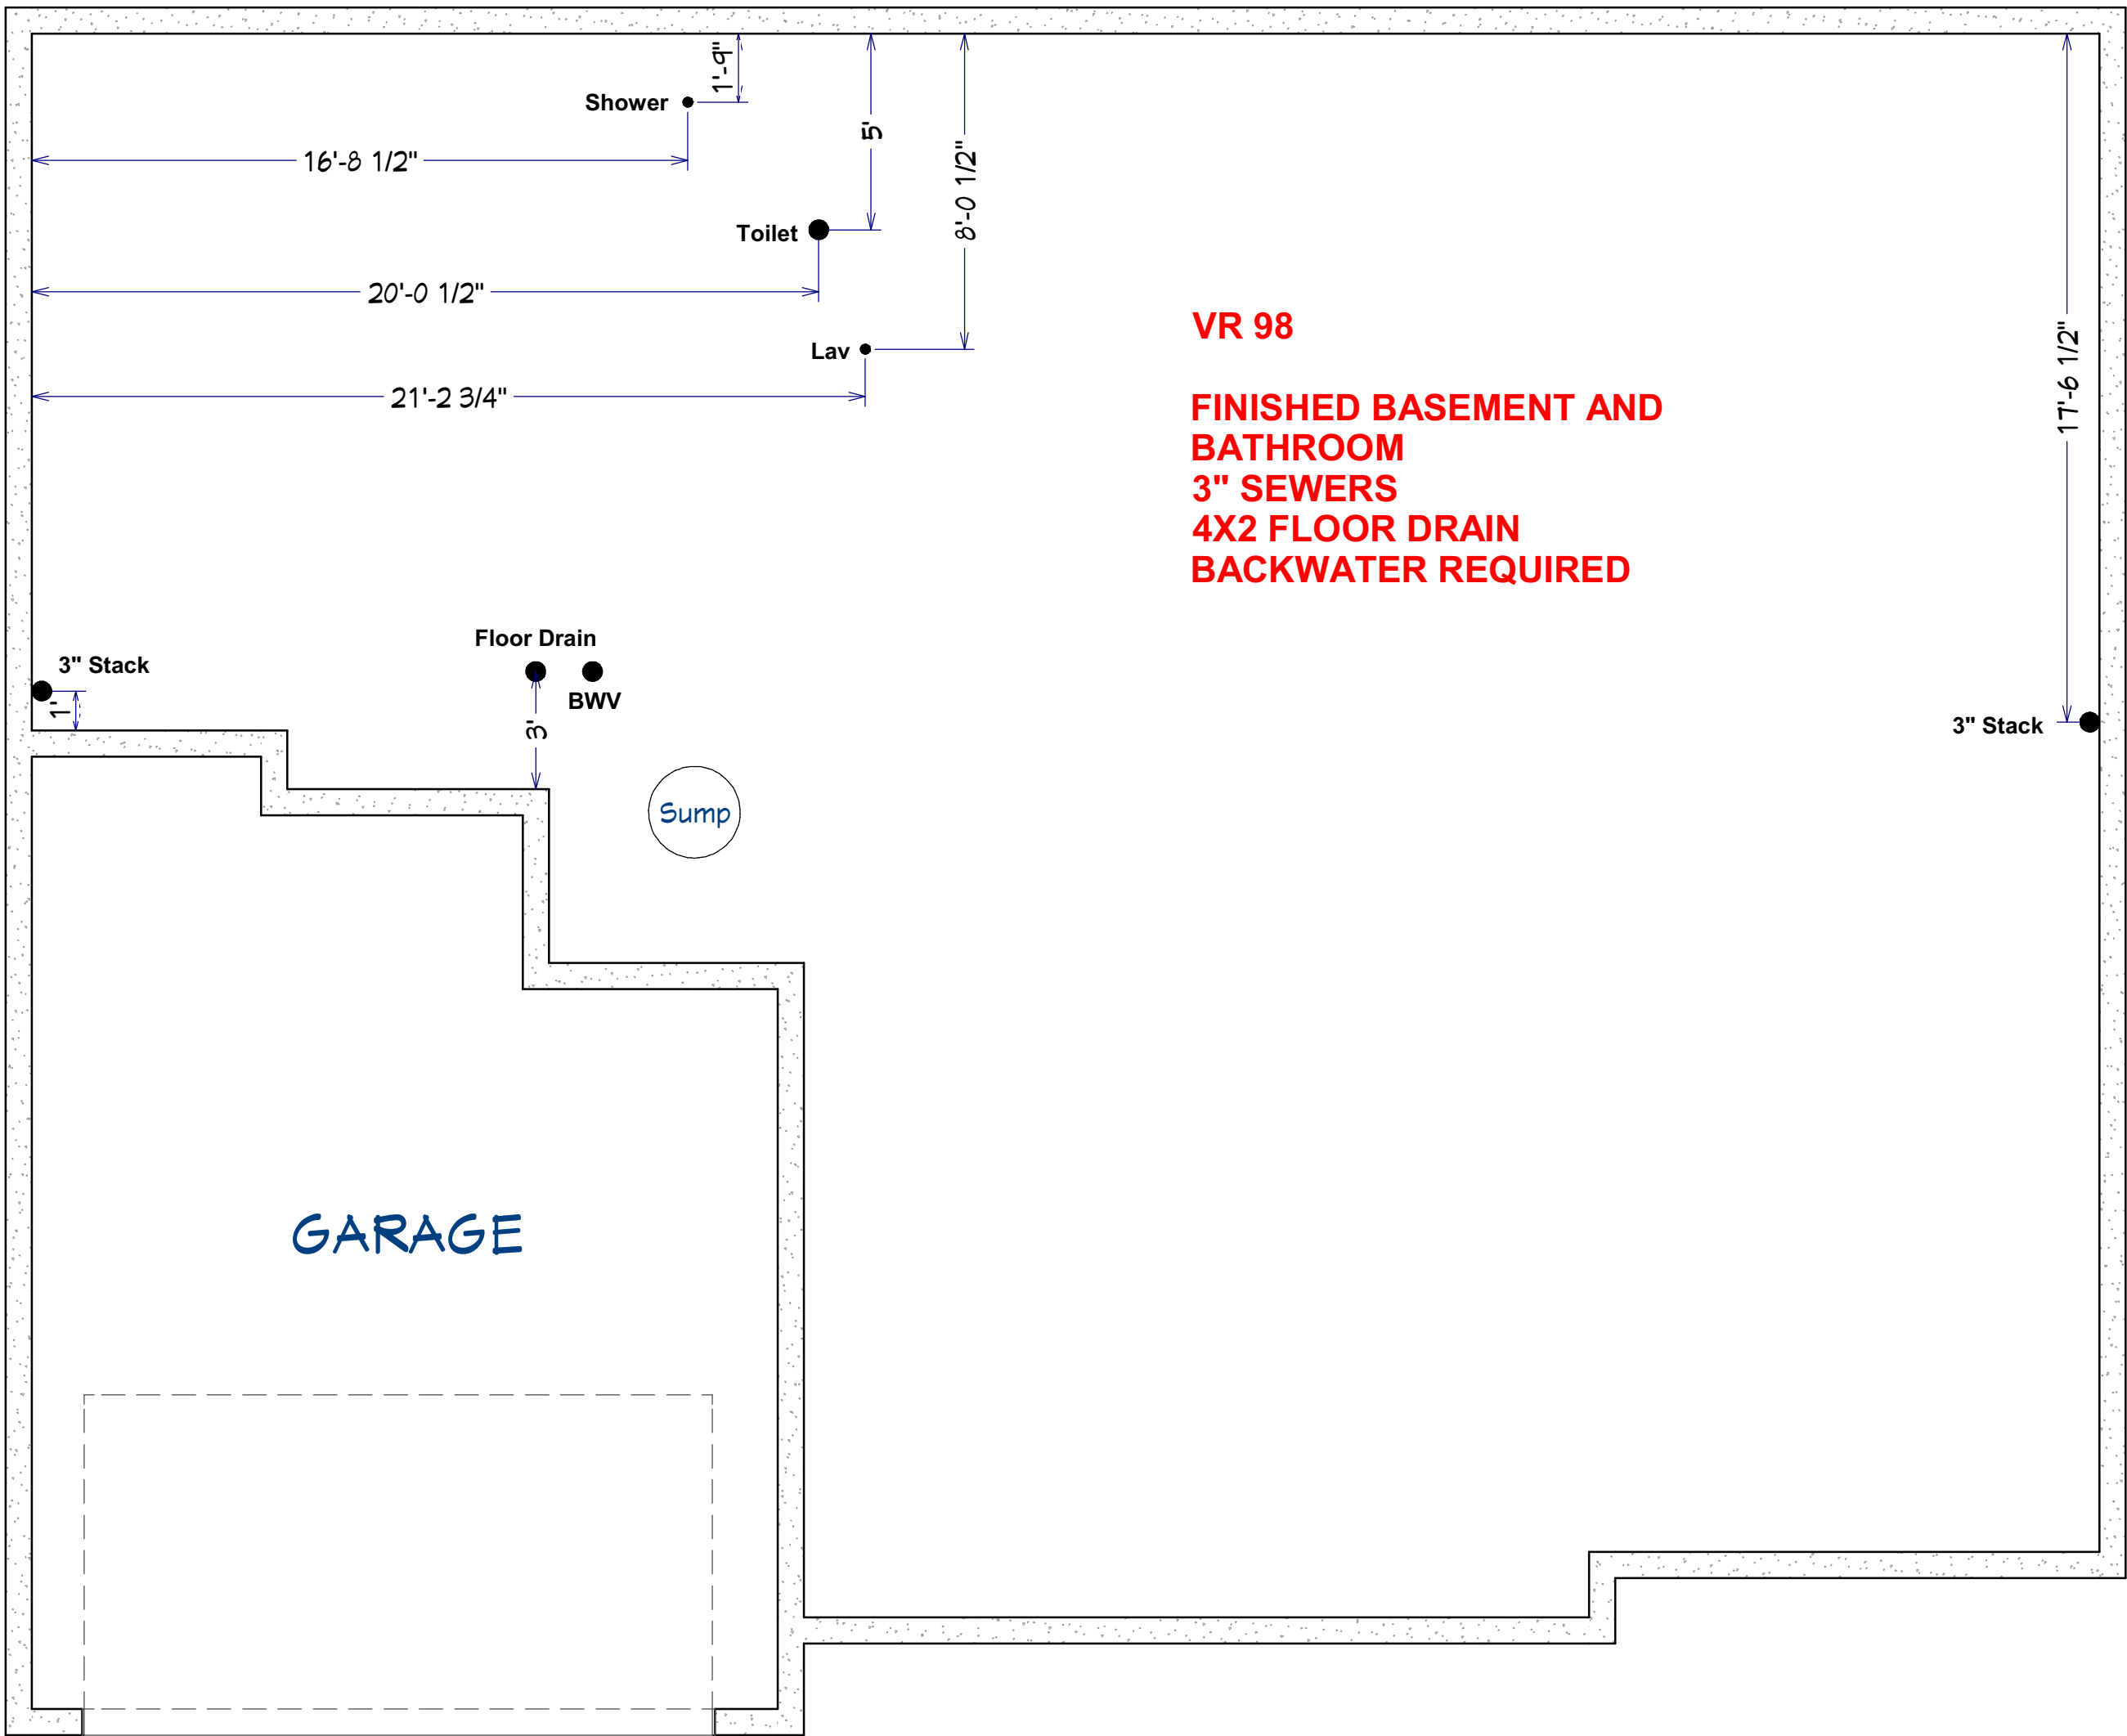 1'-9"
Shower
5'
16'-8 1/2"
8'-0 1/2"
Toilet
20'-0 1/2"
VR 98
Lav
17'-6 1/2"
21'-2 3/4"
FINISHED BASEMENT AND
BATHROOM
3" SEWERS
4X2 FLOOR DRAIN
BACKWATER REQUIRED
Floor Drain
3" Stack
BWV
1'
3'
3" Stack
Sump
GARAGE